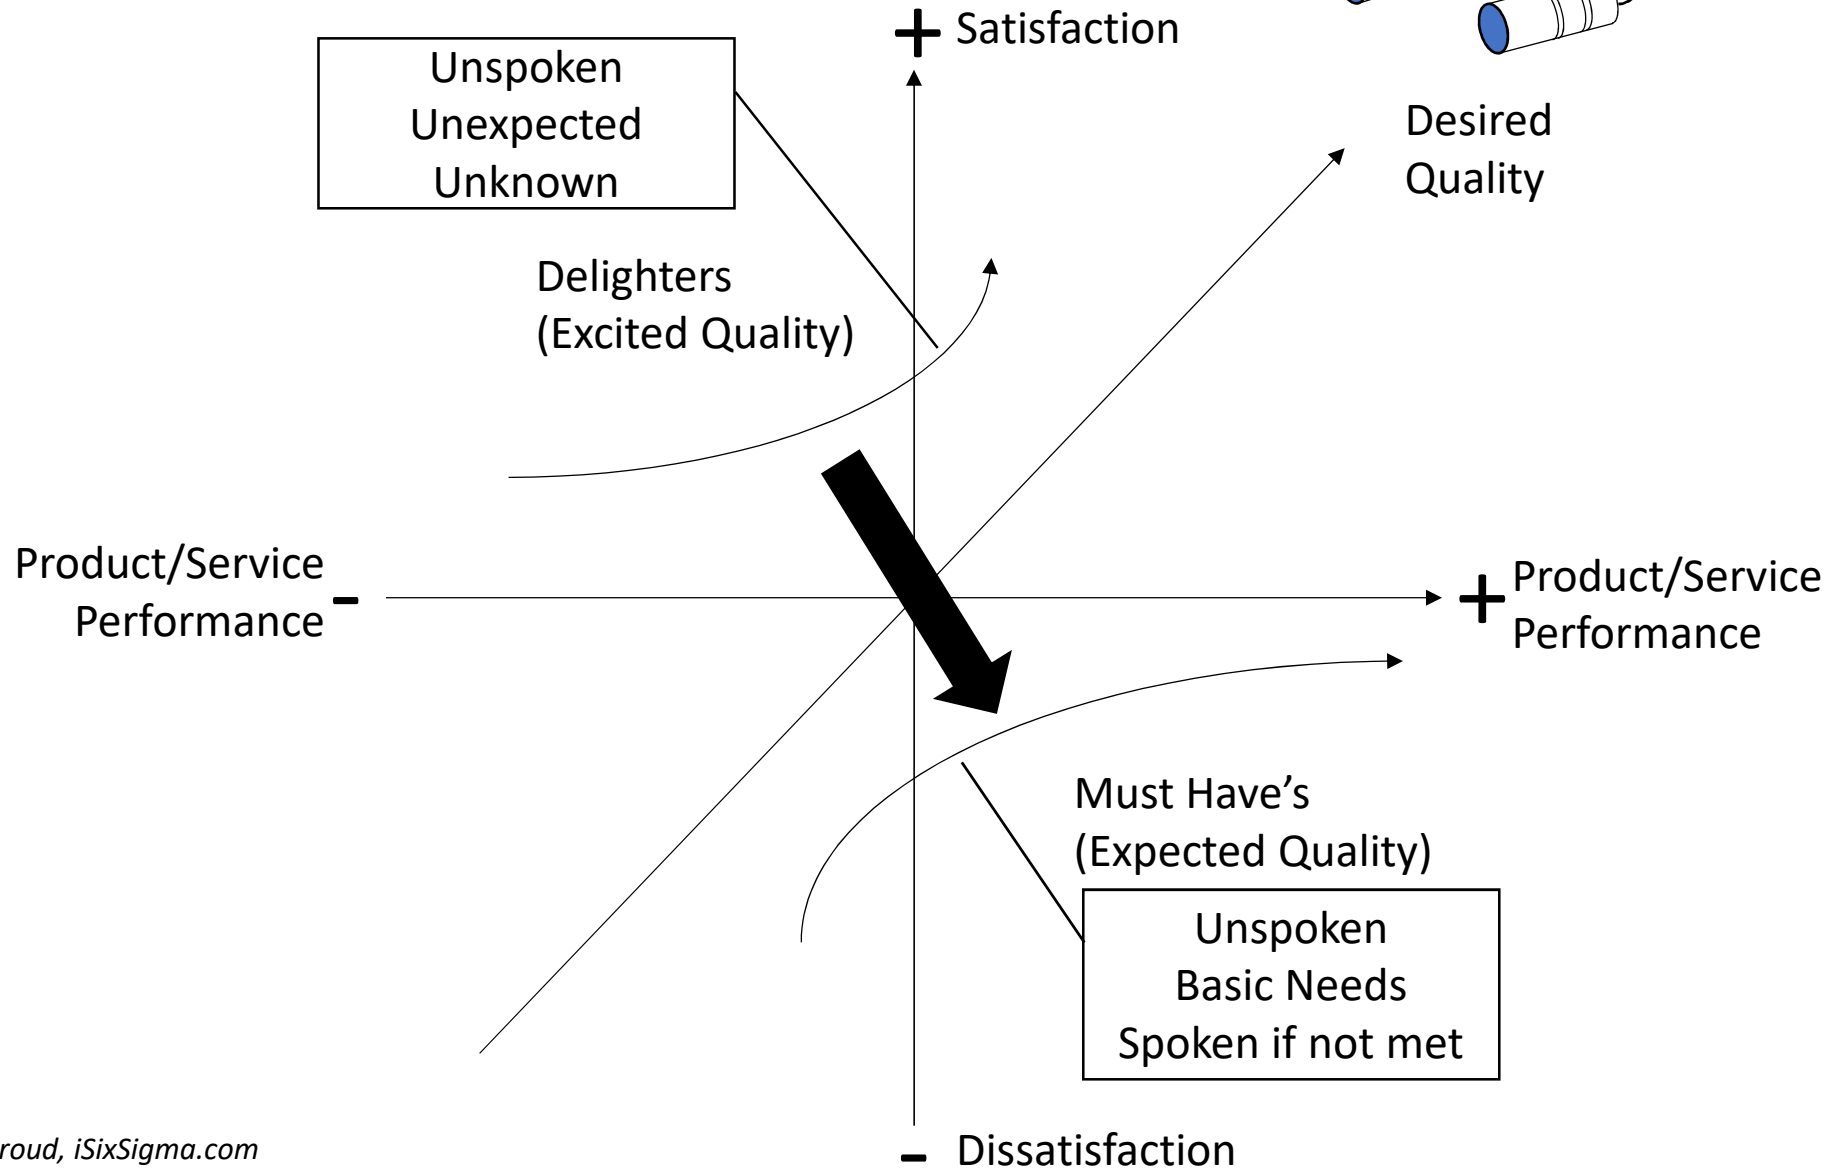 + Satisfaction
Unspoken
Unexpected
Unknown
Desired
Quality
Delighters
(Excited Quality)
Product/Service
Performance -
+ Product/Service
Performance
Must Have’s
(Expected Quality)
Unspoken
Basic Needs
Spoken if not met
iSixSigma.com
- Dissatisfaction